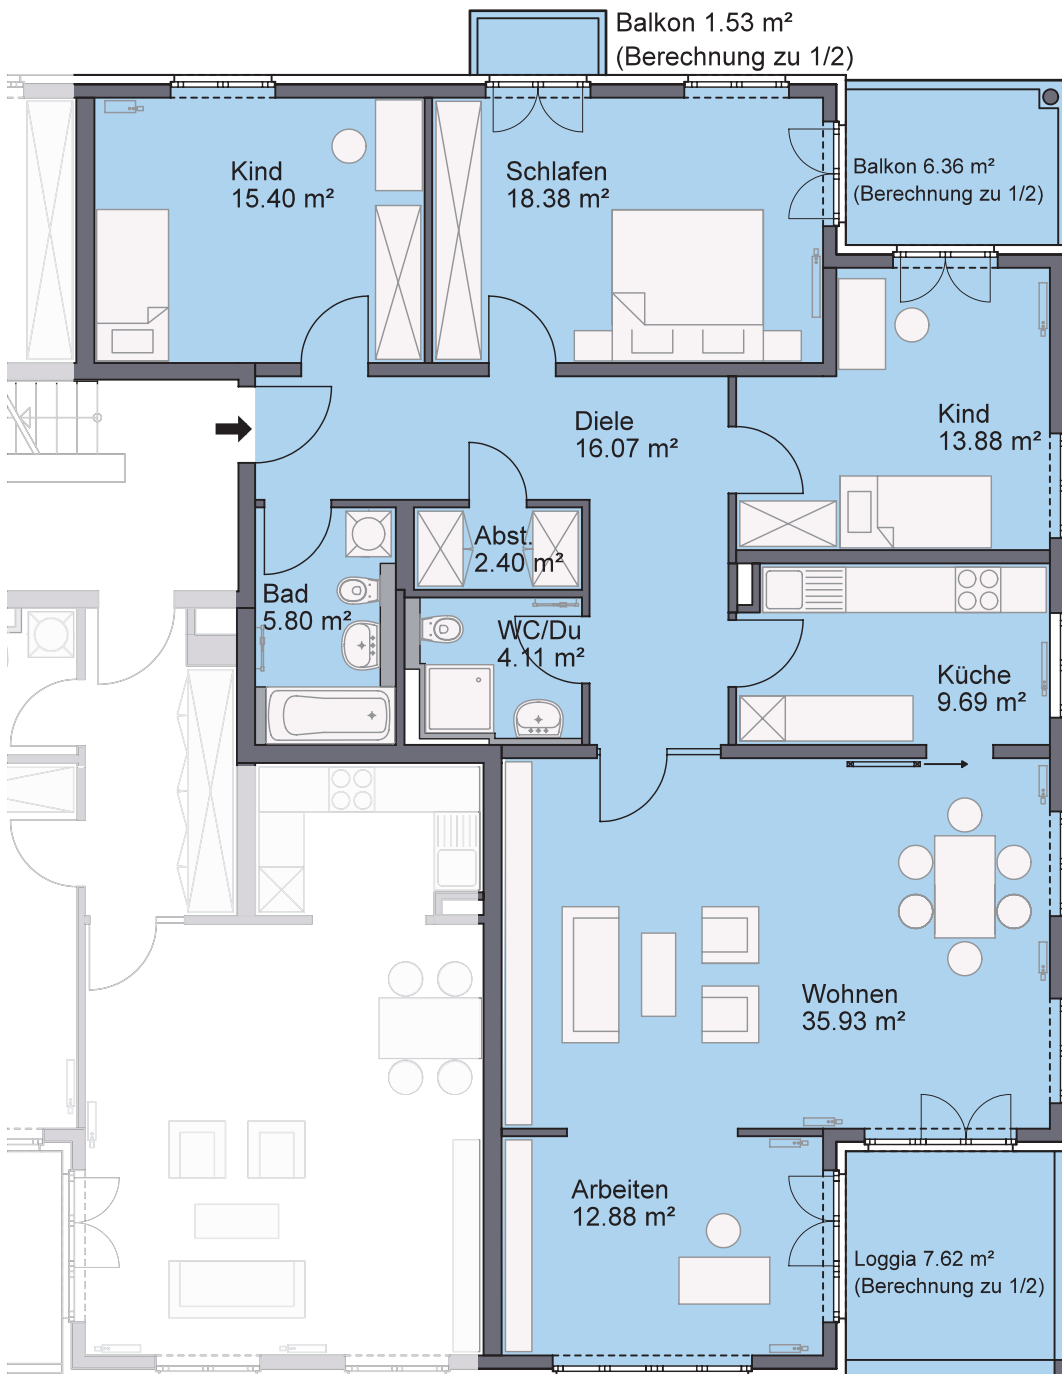 Balkon 1.53 m²
(Berechnung zu 1/2)
Kind
15.40 m²
Schlafen
18.38 m²
Balkon 6.36 m²
(Berechnung zu 1/2)
Diele
16.07 m²
Kind
13.88 m²
Abst.
2.40 m²
Bad
5.80 m²
WC/Du
4.11 m²
Küche
9.69 m²
Wohnen
35.93 m²
Arbeiten
12.88 m²
Loggia 7.62 m²
(Berechnung zu 1/2)